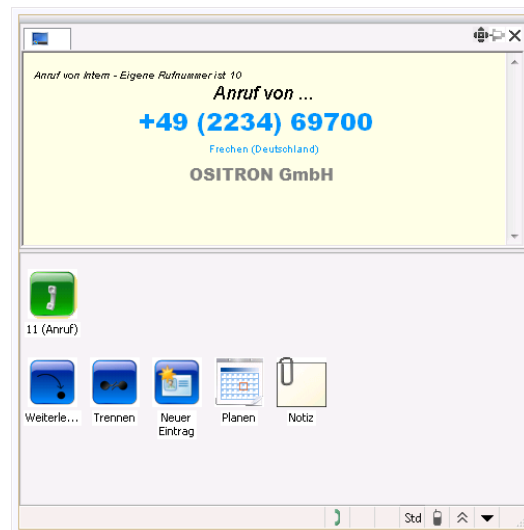 Anruf von Intern - Eigene Rufnummer ist 10
Anruf von ...
+49 (2234) 69700
Frechen (Deutschland)
OSITRON GmbH
11 (Anruf)
Weiterle... Trennen Neuer Eintrag Planen Notiz
Std